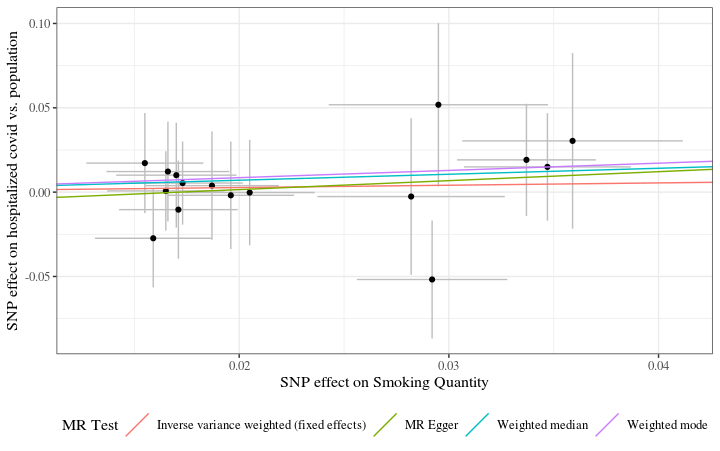 SNP effect on hospitalized covid vs. population
0.10
0.05
0.00
-0.05
0.02
0.03
0.04
SNP effect on Smoking Quantity
MR Test
Inverse variance weighted (fixed effects)
MR Egger
Weighted median
Weighted mode